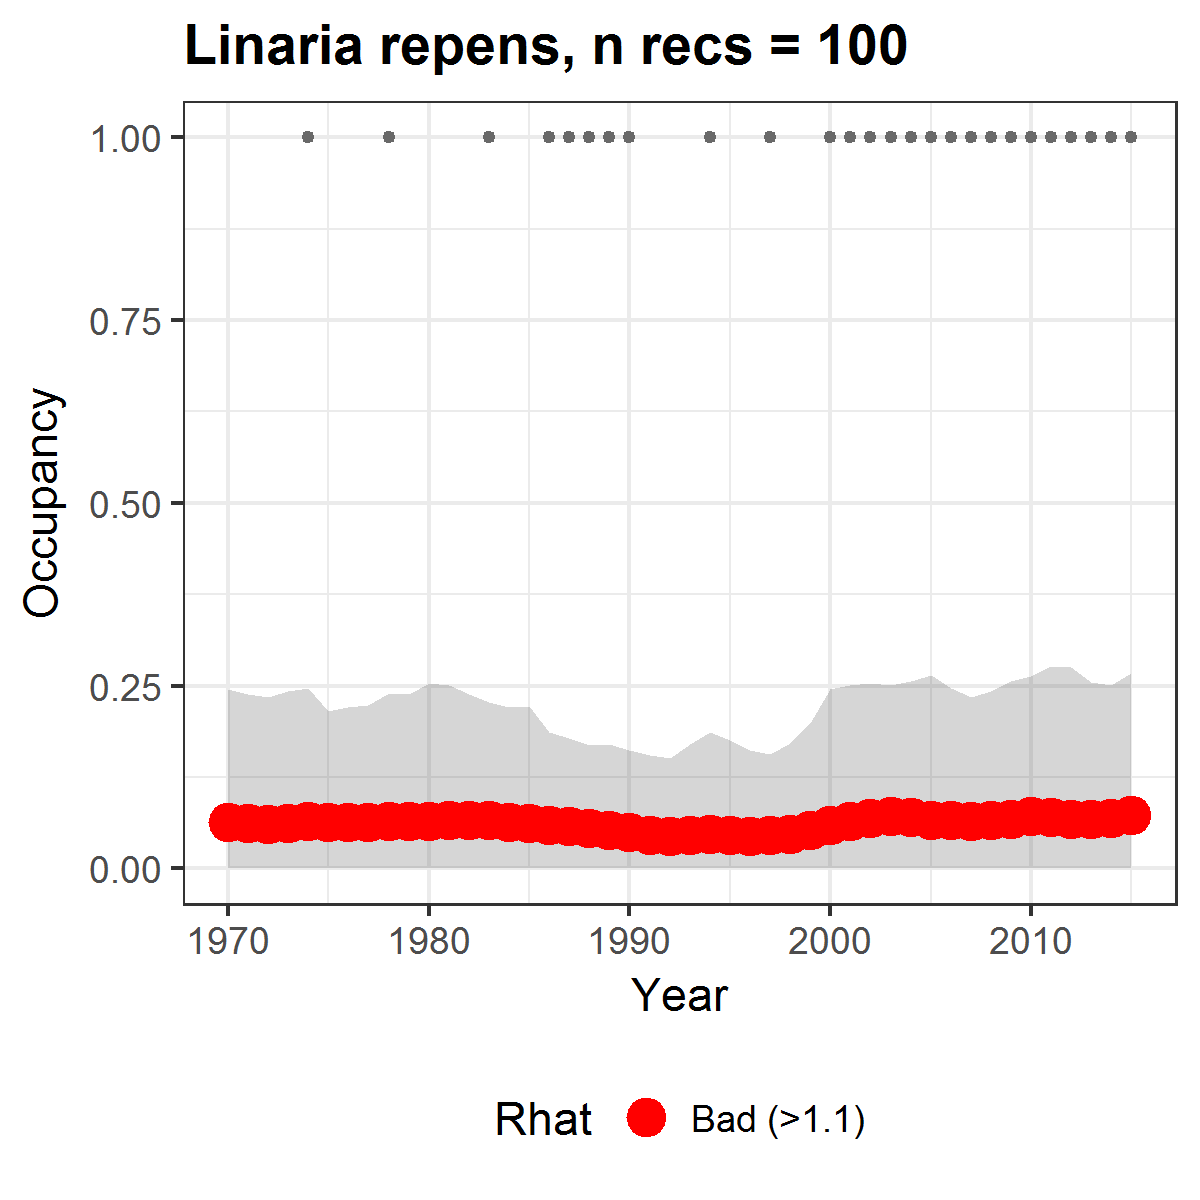 Linaria repens, n recs = 100
1.00
0.75
0.50
0.25
0.00
Occupancy
1970 1980 1990 2000 2010
Year
Rhat Bad (>1.1)